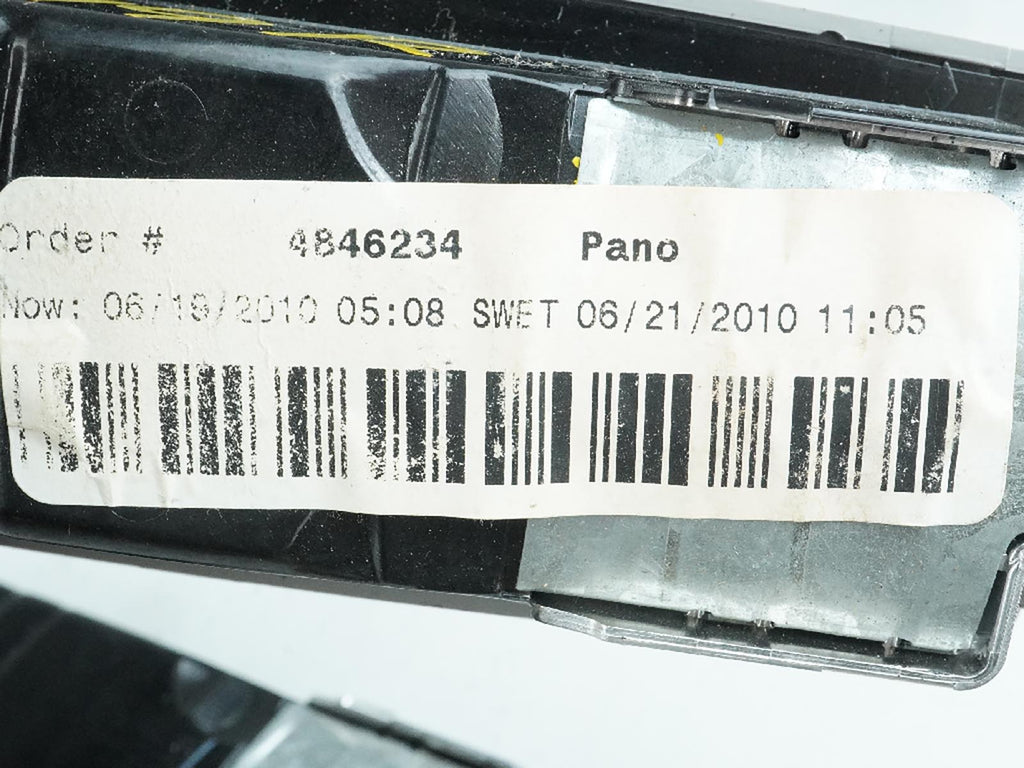 Order # 4846234 Pano
Now: 06/19/2010 05:08 SWET 06/21/2010 11:05